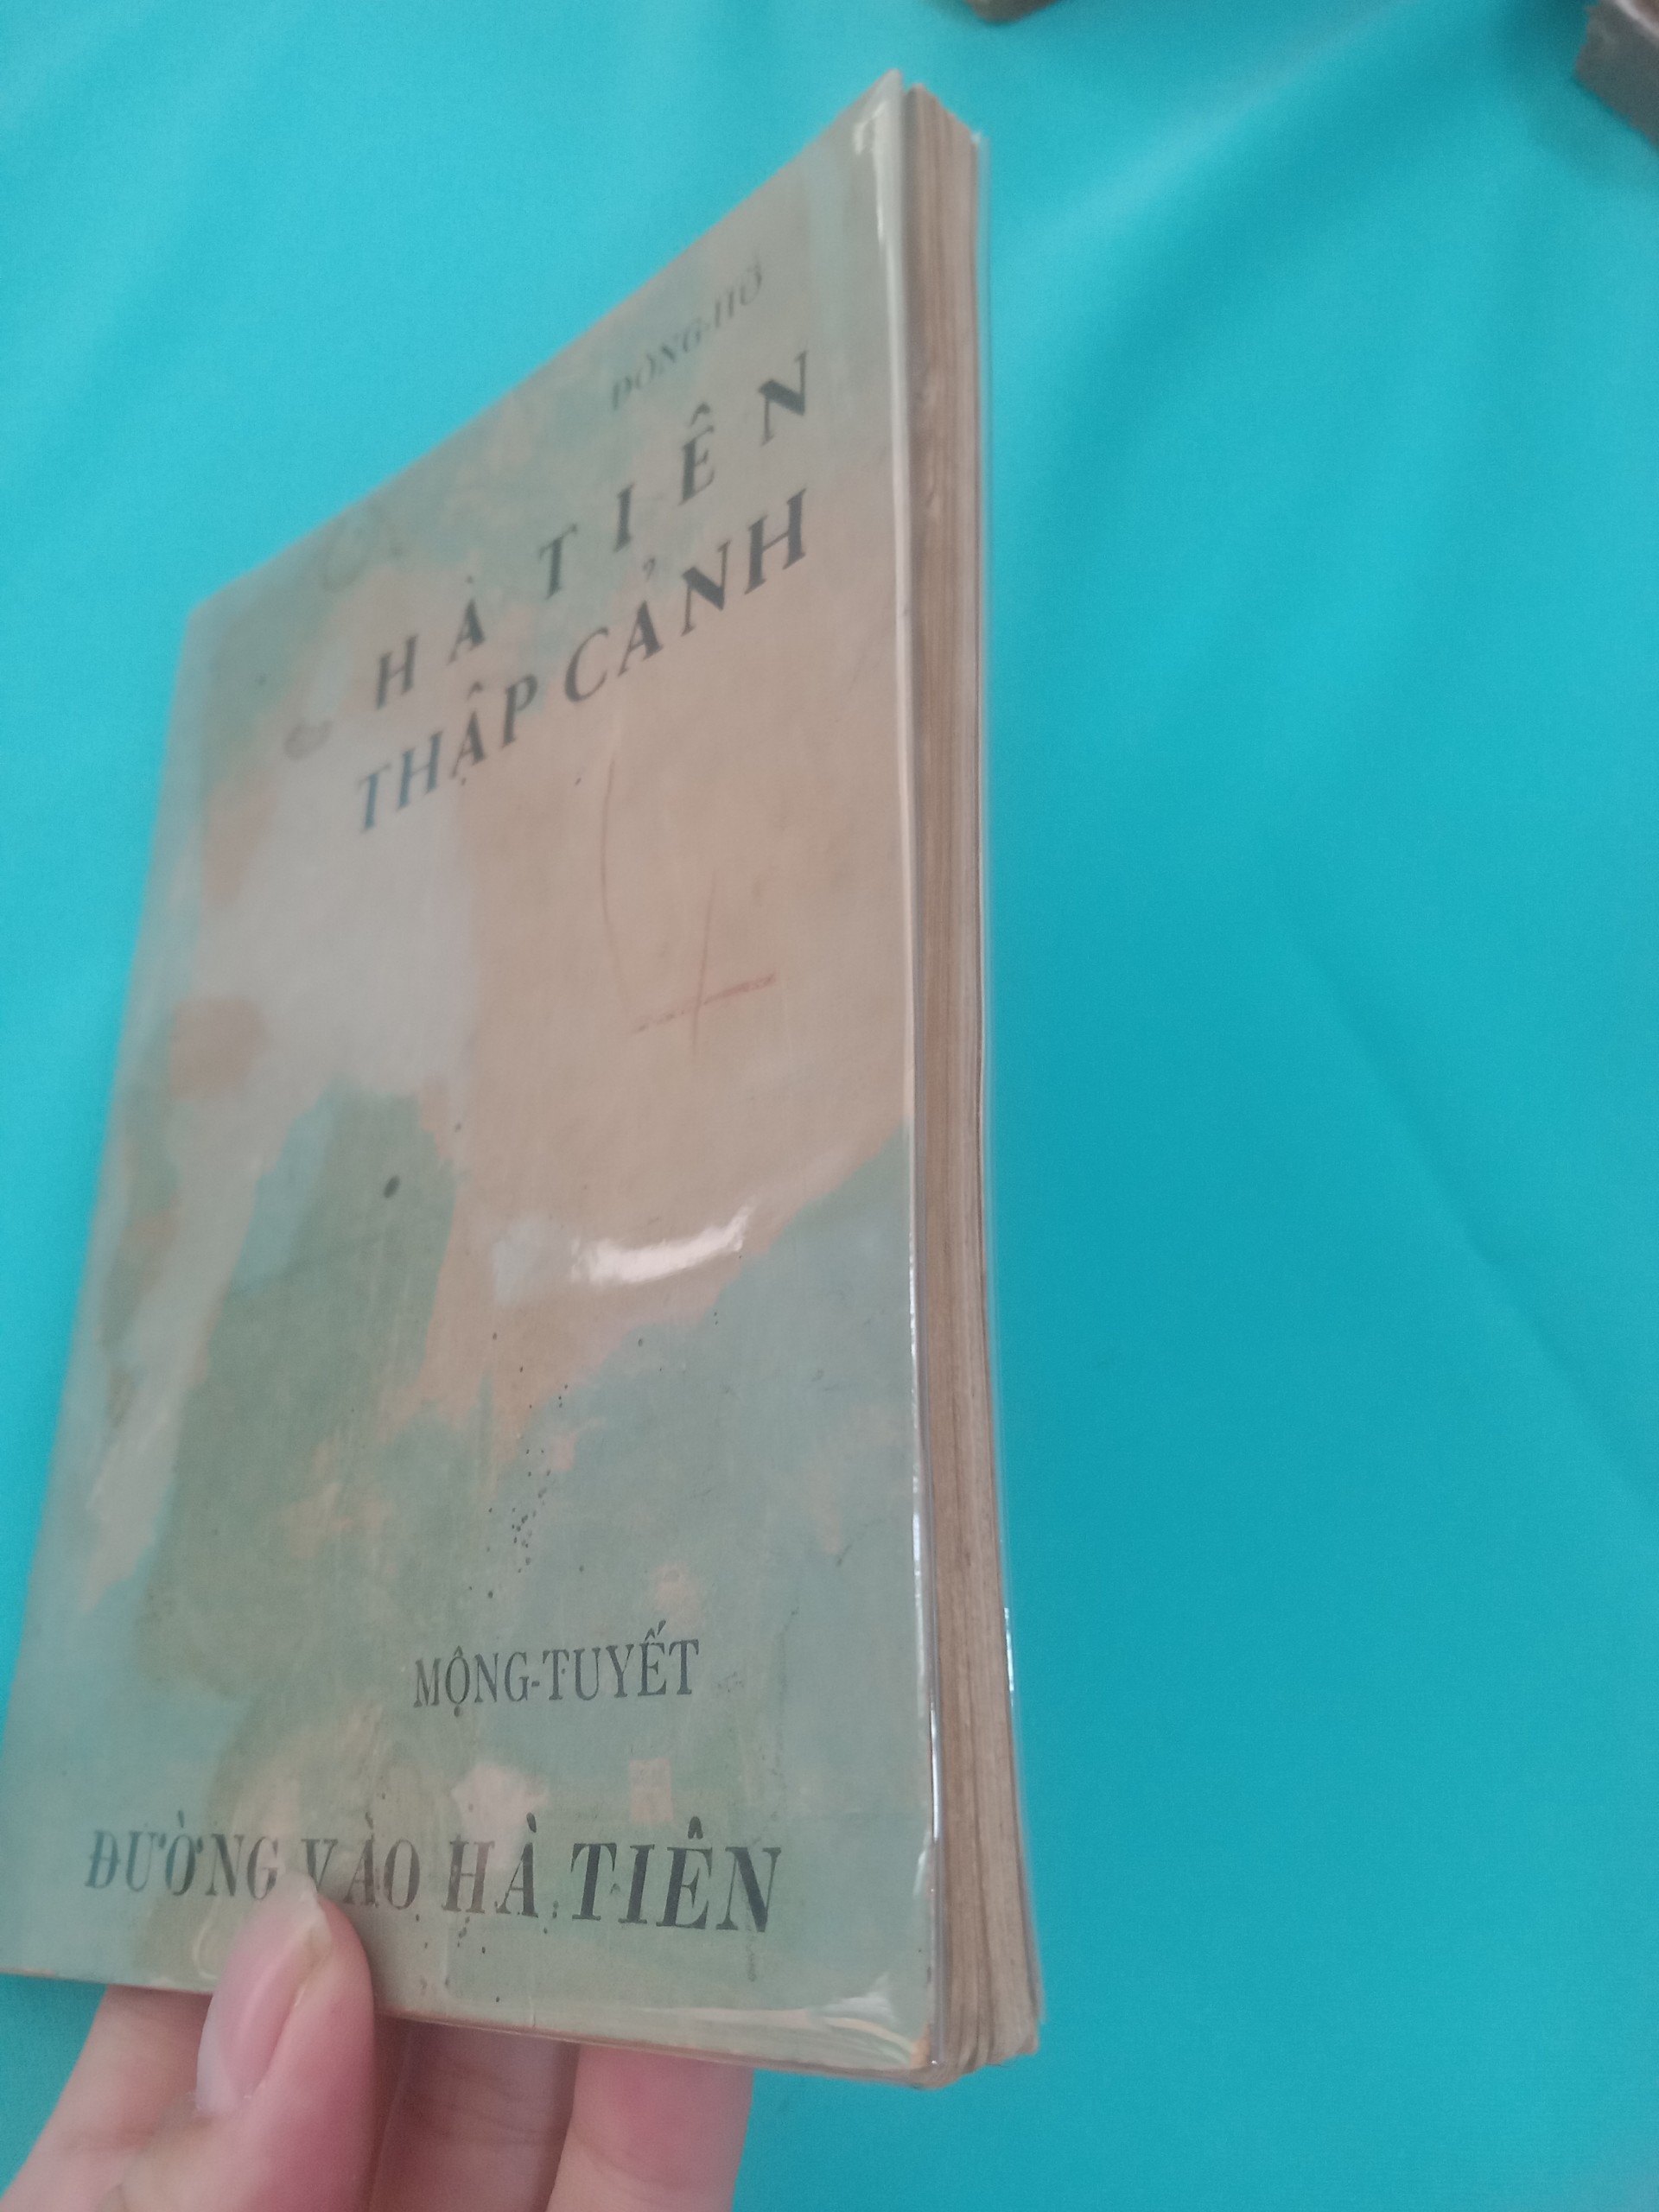 ĐÔNG-HỒ
HÀ TIÊN
THẬP CẢNH
MỘNG-TUYẾT
ĐƯỜNG VÀO HÀ TIÊN